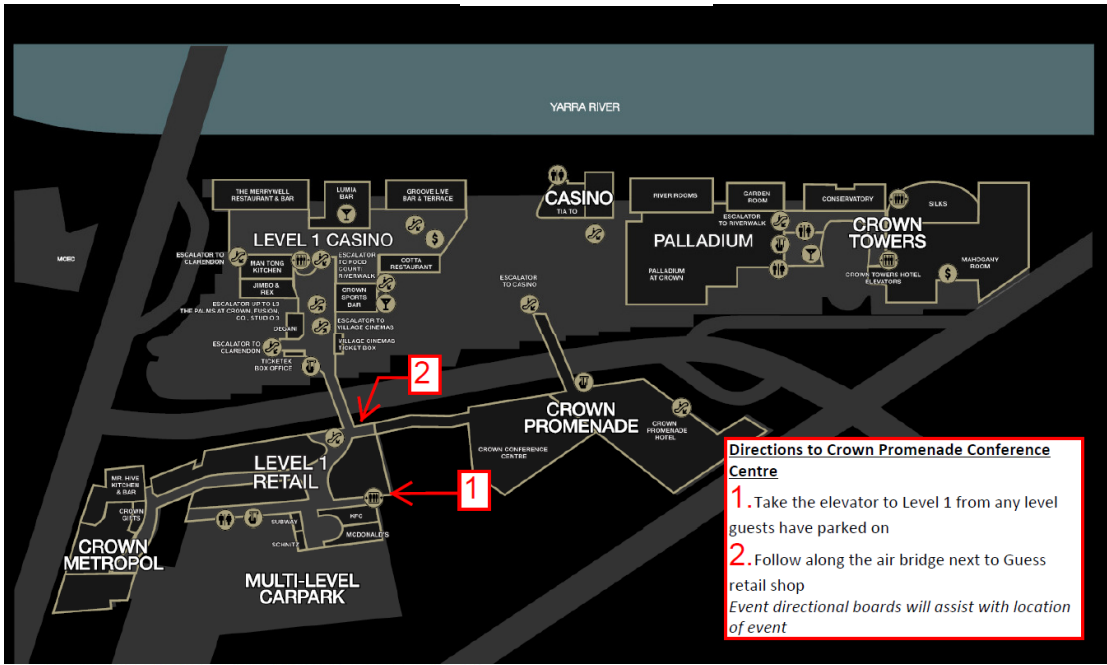 YARRA RIVER
THE MERRYWELL
RESTAURANT & BAR
LUMIA
BAR
GROOVE LIVE
BAR & TERRACE
LEVEL 1 CASINO
CASINO
TIA TO
RIVER ROOMS
GARDEN
ROOM
CONSERVATORY
SILKS
ESCALATOR
TO RIVERWALK
PALLADIUM
CROWN
TOWERS
PALLADIUM
AT CROWN
CROWN TOWERS HOTEL
ELEVATORS
MAHOGANY
ROOM
MCEC
ESCALATOR TO
CLARENDON
MAN TONG
KITCHEN
ESCALATOR
TO FOOD
COURT/
RIVERWALK
COTTA
RESTAURANT
JIMBO &
REX
CROWN
SPORTS
BAR
ESCALATOR
TO CASINO
ESCALATOR UP TO L3
THE PALMS AT CROWN, FUSION,
CO., STUDIO 3
DEGANI
ESCALATOR TO
VILLAGE CINEMAS
ESCALATOR TO
CLARENDON
VILLAGE CINEMAS
TICKET BOX
TICKETEK
BOX OFFICE
2
CROWN
PROMENADE
CROWN
PROMENADE
HOTEL
CROWN CONFERENCE
CENTRE
LEVEL 1
RETAIL
1
MR. HIVE
KITCHEN
& BAR
CROWN
GIFTS
SUBWAY
KFC
SCHNITZ
MCDONALD'S
CROWN
METROPOL
MULTI-LEVEL
CARPARK
Directions to Crown Promenade Conference
Centre
1.Take the elevator to Level 1 from any level
guests have parked on
2.Follow along the air bridge next to Guess
retail shop
Event directional boards will assist with location
of event